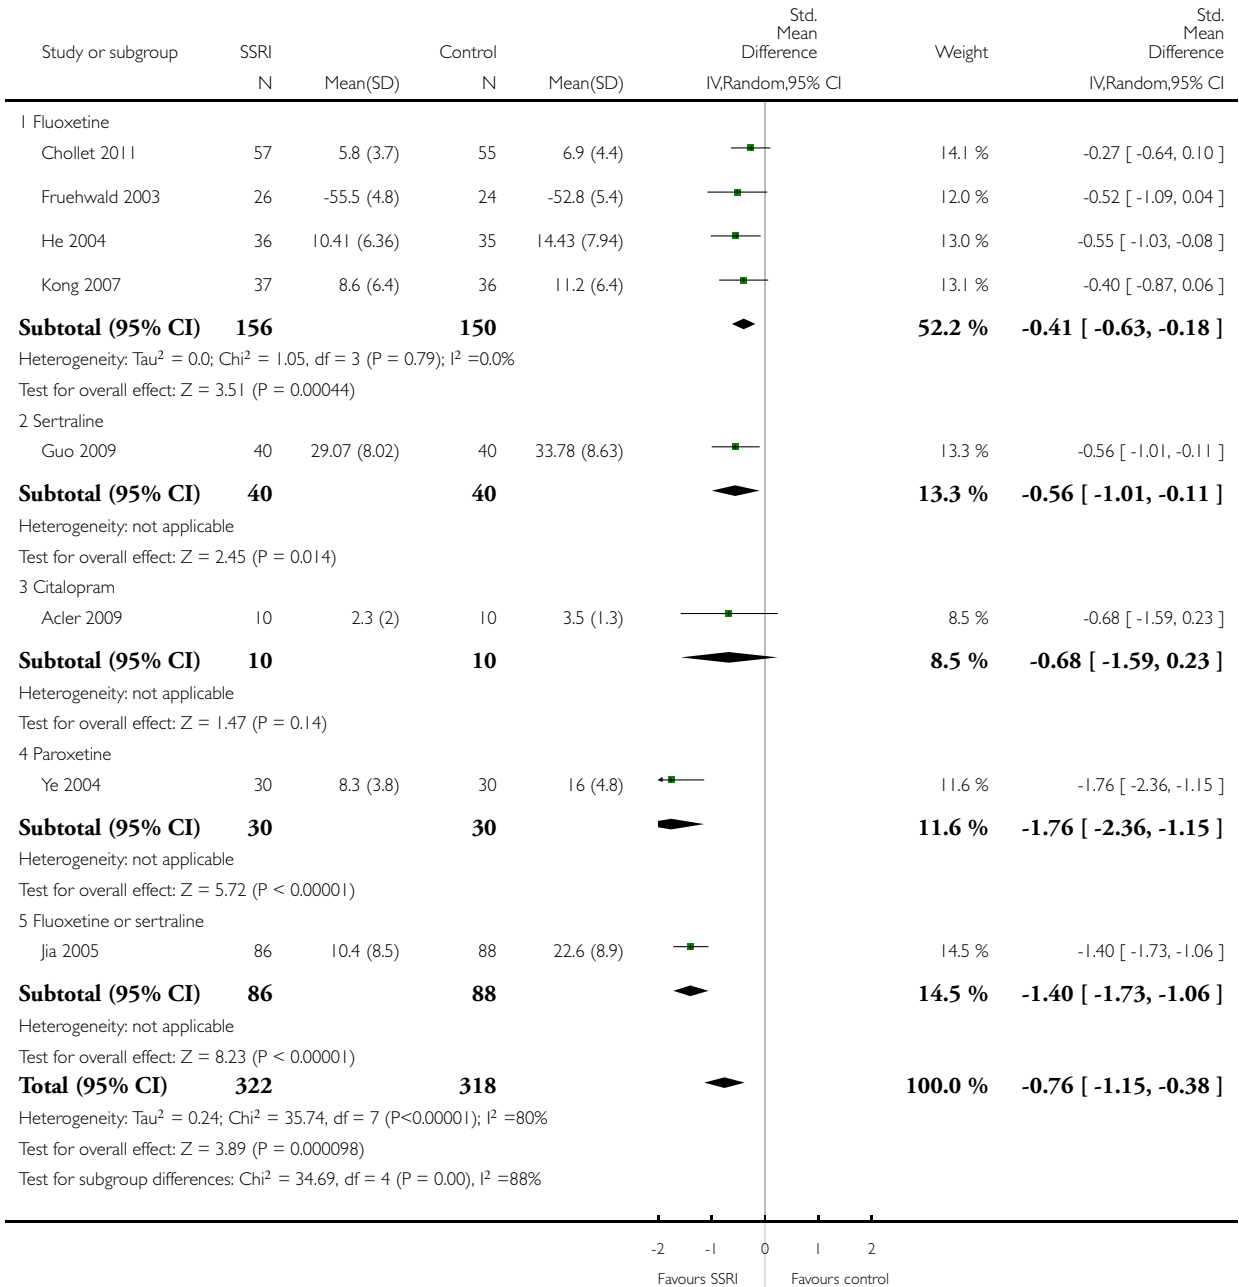 Std.
Mean
Difference
Std.
Mean
Difference
Study or subgroup SSRI Control Weight
N Mean(SD) N Mean(SD) IV,Random,95% CI IV,Random,95% CI
1 Fluoxetine
Chollet 2011 57 5.8 (3.7) 55 6.9 (4.4) 14.1 % -0.27 [ -0.64, 0.10 ]
Fruehwald 2003 26 -55.5 (4.8) 24 -52.8 (5.4) 12.0 % -0.52 [ -1.09, 0.04 ]
He 2004 36 10.41 (6.36) 35 14.43 (7.94) 13.0 % -0.55 [ -1.03, -0.08 ]
Kong 2007 37 8.6 (6.4) 36 11.2 (6.4) 13.1 % -0.40 [ -0.87, 0.06 ]
Subtotal (95% CI) 156 150 52.2 % -0.41 [ -0.63, -0.18 ]
Heterogeneity: Tau² = 0.0; Chi² = 1.05, df = 3 (P = 0.79); I² =0.0%
Test for overall effect: Z = 3.51 (P = 0.00044)
2 Sertraline
Guo 2009 40 29.07 (8.02) 40 33.78 (8.63) 13.3 % -0.56 [ -1.01, -0.11 ]
Subtotal (95% CI) 40 40 13.3 % -0.56 [ -1.01, -0.11 ]
Heterogeneity: not applicable
Test for overall effect: Z = 2.45 (P = 0.014)
3 Citalopram
Acler 2009 10 2.3 (2) 10 3.5 (1.3) 8.5 % -0.68 [ -1.59, 0.23 ]
Subtotal (95% CI) 10 10 8.5 % -0.68 [ -1.59, 0.23 ]
Heterogeneity: not applicable
Test for overall effect: Z = 1.47 (P = 0.14)
4 Paroxetine
Ye 2004 30 8.3 (3.8) 30 16 (4.8) 11.6 % -1.76 [ -2.36, -1.15 ]
Subtotal (95% CI) 30 30 11.6 % -1.76 [ -2.36, -1.15 ]
Heterogeneity: not applicable
Test for overall effect: Z = 5.72 (P < 0.00001)
5 Fluoxetine or sertraline
Jia 2005 86 10.4 (8.5) 88 22.6 (8.9) 14.5 % -1.40 [ -1.73, -1.06 ]
Subtotal (95% CI) 86 88 14.5 % -1.40 [ -1.73, -1.06 ]
Heterogeneity: not applicable
Test for overall effect: Z = 8.23 (P < 0.00001)
Total (95% CI) 322 318 100.0 % -0.76 [ -1.15, -0.38 ]
Heterogeneity: Tau² = 0.24; Chi² = 35.74, df = 7 (P<0.00001); I² =80%
Test for overall effect: Z = 3.89 (P = 0.000098)
Test for subgroup differences: Chi² = 34.69, df = 4 (P = 0.00), I² =88%
-2 -1 0 1 2
Favours SSRI Favours control